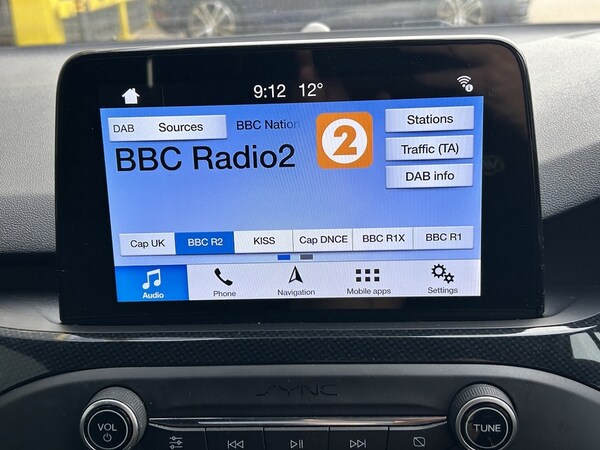 9:12 12°
DAB Sources BBC Nation
2
Stations
BBC Radio2
Traffic (TA)
DAB info
Cap UK BBC R2 KISS Cap DNCE BBC R1X BBC R1
Audio Phone Navigation Mobile apps Settings
SYNC
VOL
TUNE